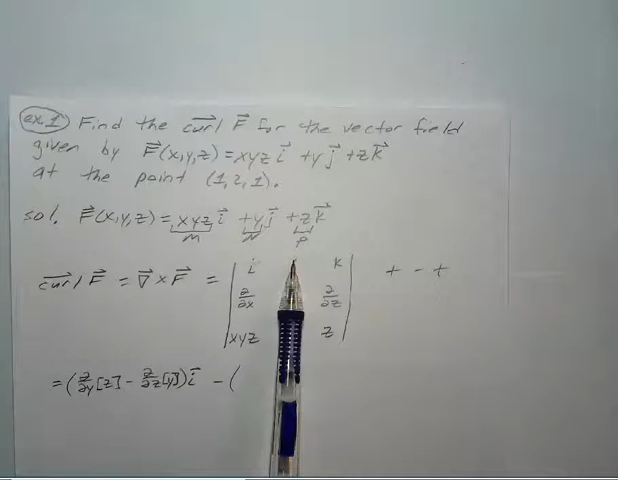 ex.1 Find the curl F⃗ for the vector field
given by F⃗(x,y,z) = xyz i⃗ + y j⃗ + z k⃗
at the point (1,2,1).
sol. F⃗(x,y,z) = xyz i⃗ + y j⃗ + z k⃗
M N P
curl F⃗ = ∇⃗ × F⃗ = | i k | + - +
∂/∂x ∂/∂z
xyz z
= (∂/∂y[z] - ∂/∂z[y]) i⃗ - (